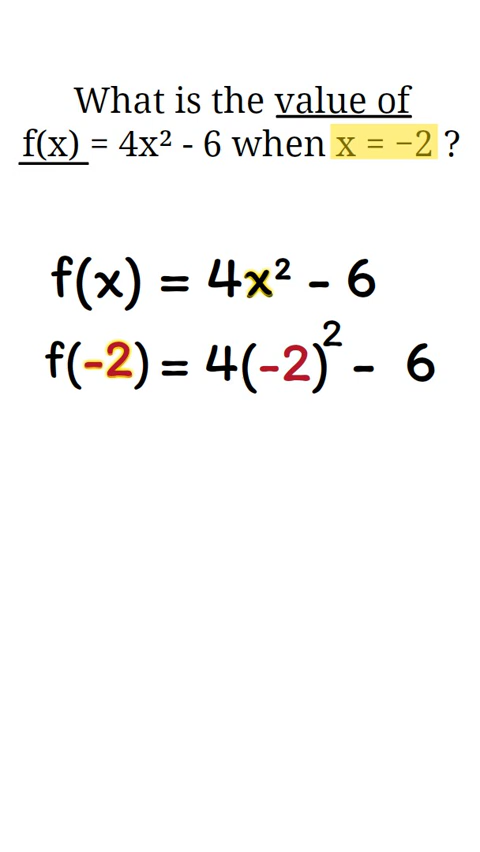 What is the value of
f(x) = 4x² - 6 when x = −2 ?
f(x) = 4x² - 6
f(-2) = 4(-2)² - 6